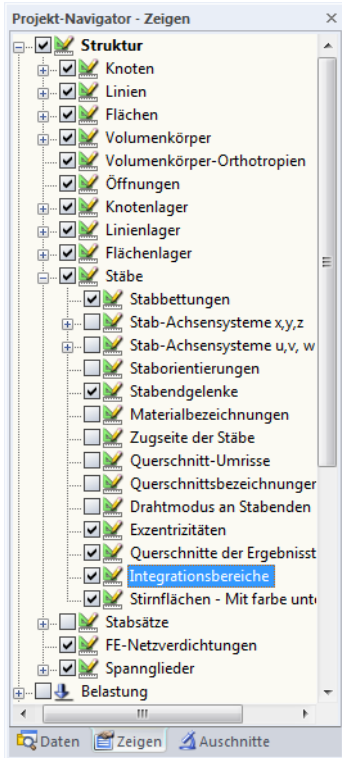 Projekt-Navigator - Zeigen
Struktur
Knoten
Linien
Flächen
Volumenkörper
Volumenkörper-Orthotropien
Öffnungen
Knotenlager
Linienlager
Flächenlager
Stäbe
Stabbettungen
Stab-Achsensysteme x,y,z
Stab-Achsensysteme u,v, w
Staborientierungen
Stabendgelenke
Materialbezeichnungen
Zugseite der Stäbe
Querschnitt-Umrisse
Querschnittsbezeichnunger
Drahtmodus an Stabenden
Exzentrizitäten
Querschnitte der Ergebnisst
Integrationsbereiche
Stirnflächen - Mit farbe unte
Stabsätze
FE-Netzverdichtungen
Spannglieder
Belastung
Daten Zeigen Auschnitte